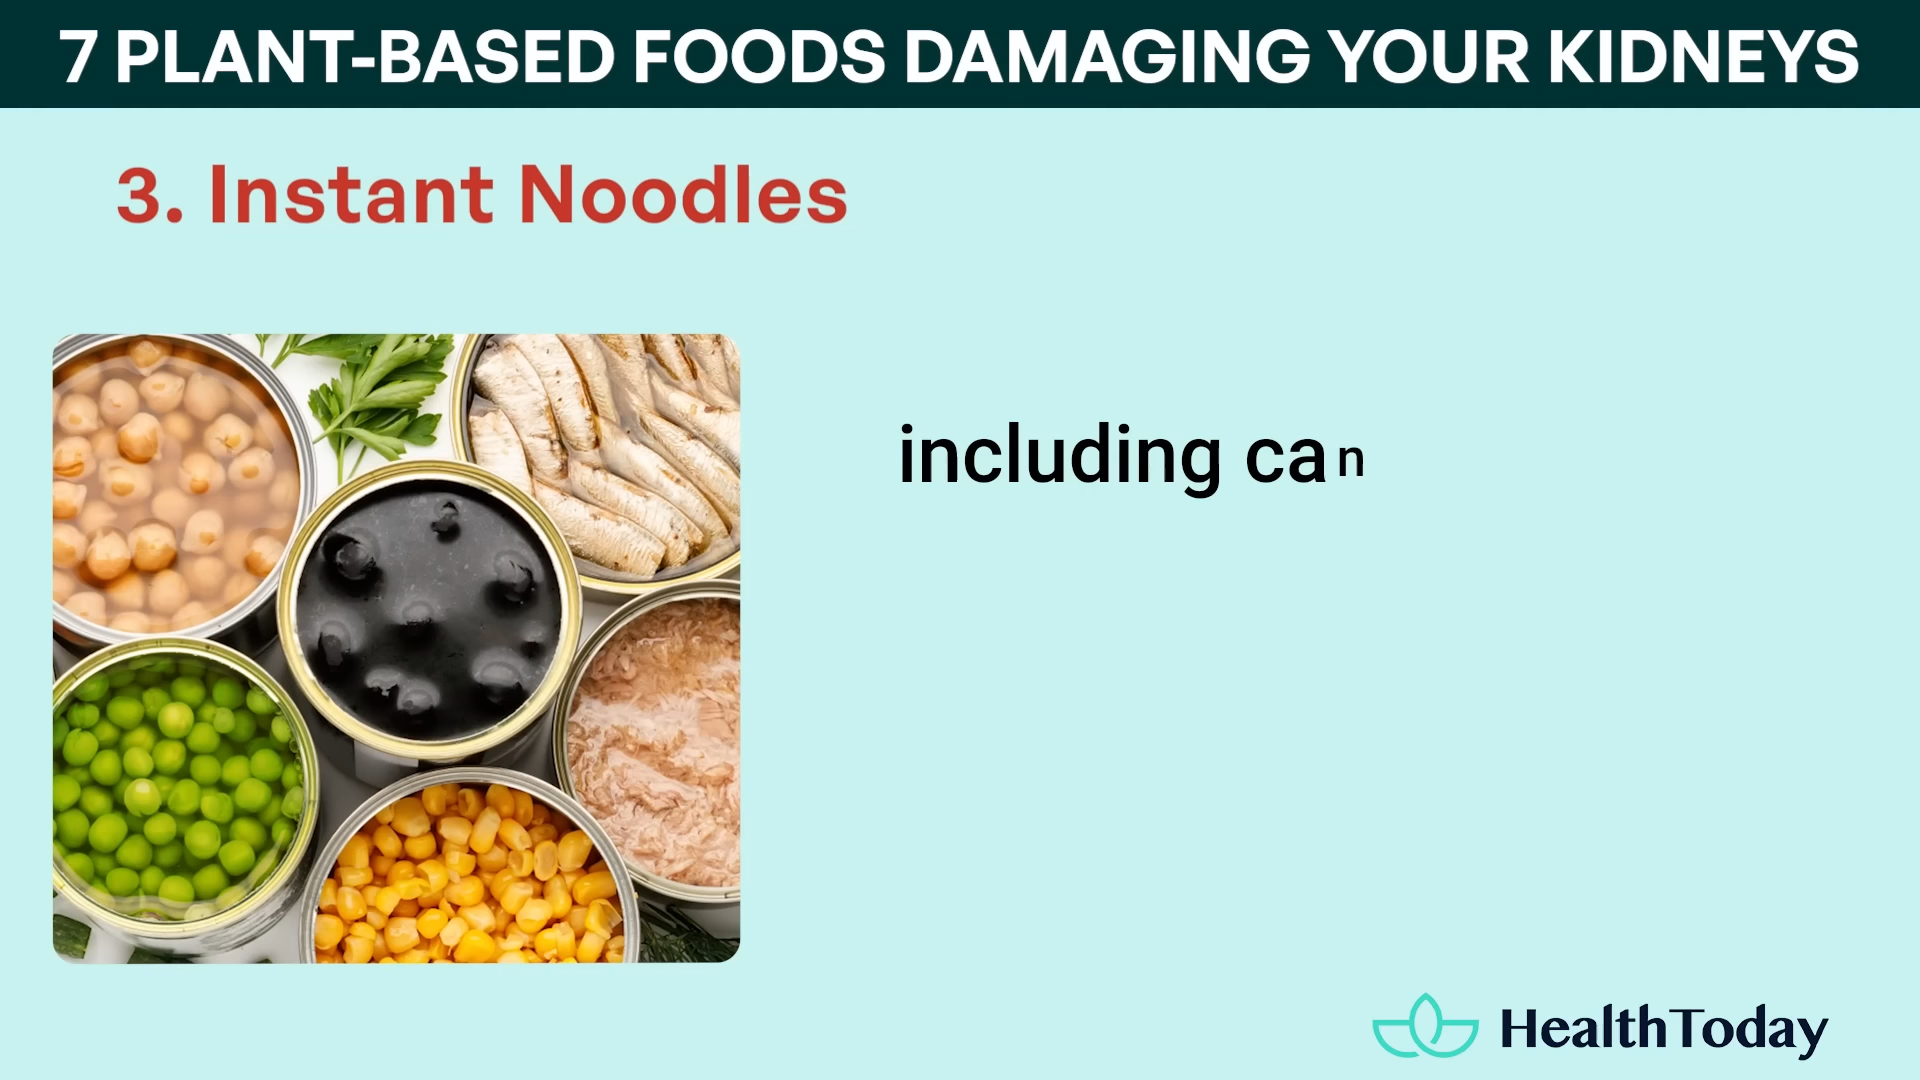 7 PLANT-BASED FOODS DAMAGING YOUR KIDNEYS
3. Instant Noodles
including can
HealthToday